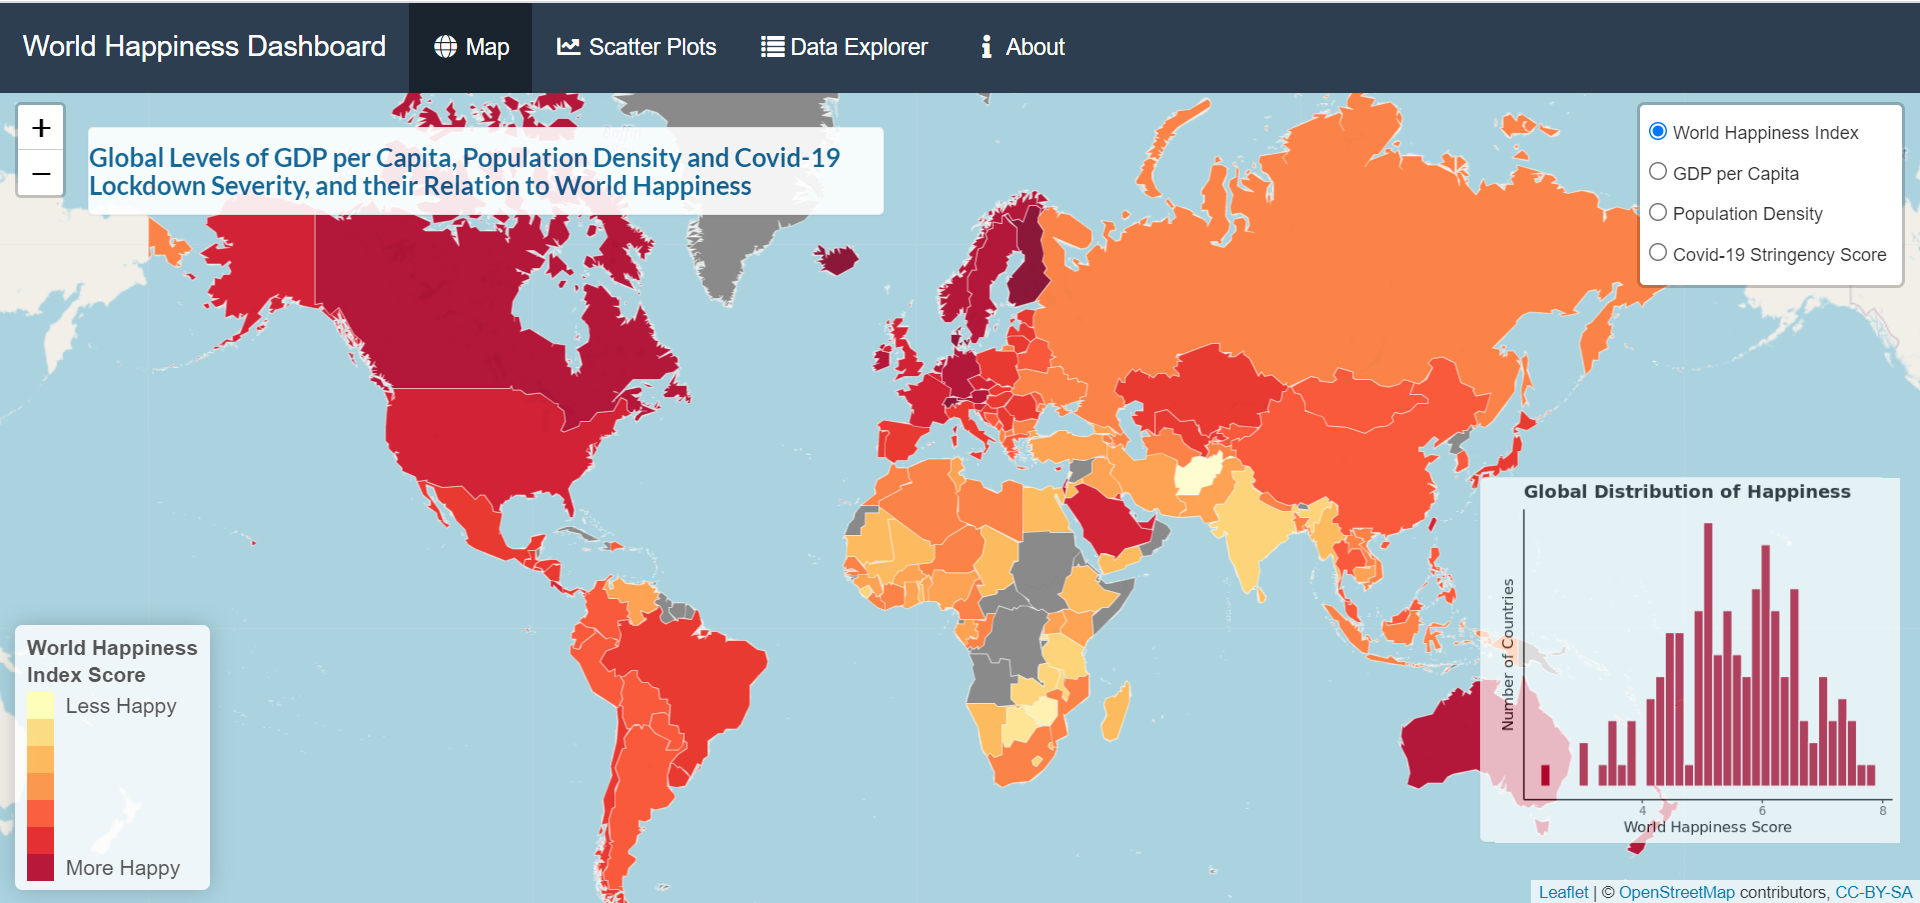 World Happiness Dashboard
Map
Scatter Plots
Data Explorer
About
+
−
Global Levels of GDP per Capita, Population Density and Covid-19
Lockdown Severity, and their Relation to World Happiness
World Happiness Index
GDP per Capita
Population Density
Covid-19 Stringency Score
Global Distribution of Happiness
Number of Countries
4 6 8
World Happiness Score
World Happiness
Index Score
Less Happy
More Happy
Leaflet | © OpenStreetMap contributors, CC-BY-SA